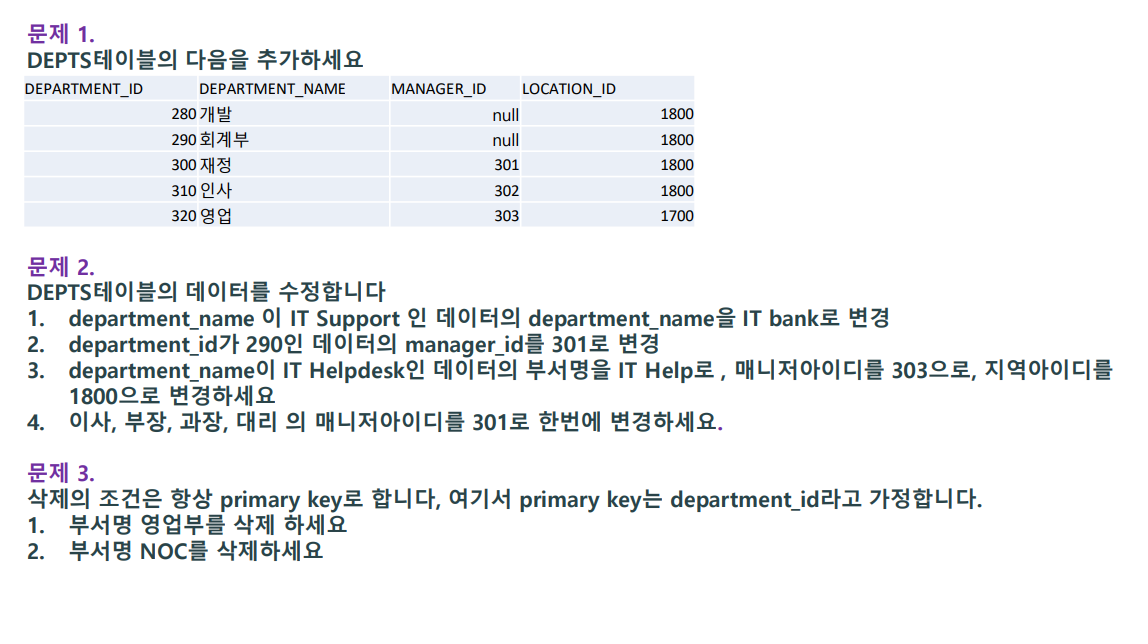 문제 1.
DEPTS테이블의 다음을 추가하세요
DEPARTMENT_ID DEPARTMENT_NAME MANAGER_ID LOCATION_ID
280 개발 null 1800
290 회계부 null 1800
300 재정 301 1800
310 인사 302 1800
320 영업 303 1700
문제 2.
DEPTS테이블의 데이터를 수정합니다
1. department_name 이 IT Support 인 데이터의 department_name을 IT bank로 변경
2. department_id가 290인 데이터의 manager_id를 301로 변경
3. department_name이 IT Helpdesk인 데이터의 부서명을 IT Help로 , 매니저아이디를 303으로, 지역아이디를
1800으로 변경하세요
4. 이사, 부장, 과장, 대리 의 매니저아이디를 301로 한번에 변경하세요.
문제 3.
삭제의 조건은 항상 primary key로 합니다, 여기서 primary key는 department_id라고 가정합니다.
1. 부서명 영업부를 삭제 하세요
2. 부서명 NOC를 삭제하세요